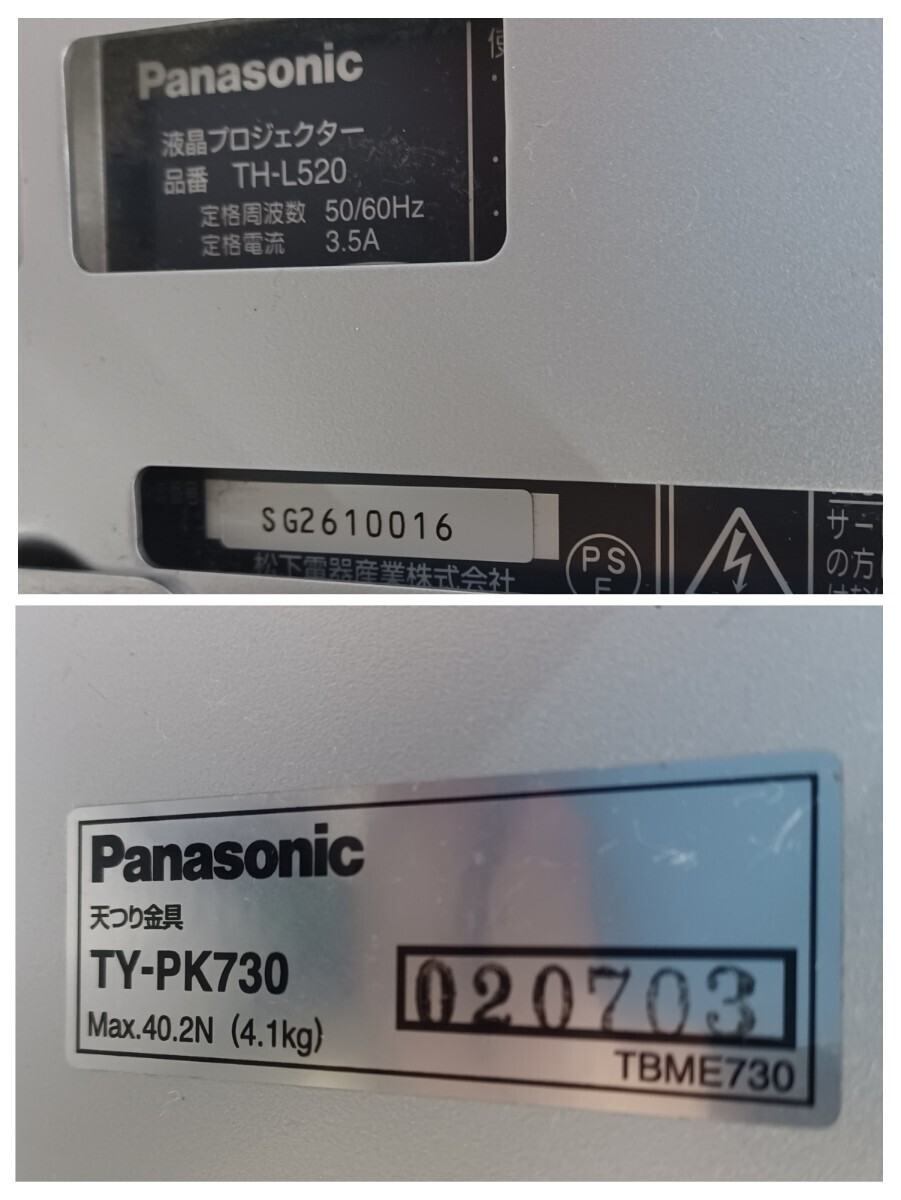 Panasonic
液晶プロジェクター
品番 TH-L520
定格周波数 50/60Hz
定格電流 3.5A
使
SG2610016
松下電器産業株式会社
PS
E
サー
の方
Panasonic
天つり金具
TY-PK730
Max.40.2N (4.1kg)
020703
TBME730